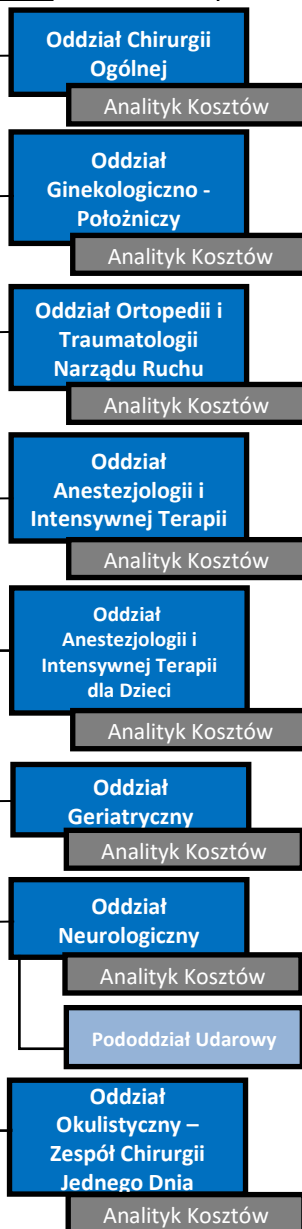 Oddział Chirurgii
Ogólnej
Analityk Kosztów
Oddział
Ginekologiczno -
Położniczy
Analityk Kosztów
Oddział Ortopedii i
Traumatologii
Narządu Ruchu
Analityk Kosztów
Oddział
Anestezjologii i
Intensywnej Terapii
Analityk Kosztów
Oddział
Anestezjologii i
Intensywnej Terapii
dla Dzieci
Analityk Kosztów
Oddział
Geriatryczny
Analityk Kosztów
Oddział
Neurologiczny
Analityk Kosztów
Pododdział Udarowy
Oddział
Okulistyczny –
Zespół Chirurgii
Jednego Dnia
Analityk Kosztów